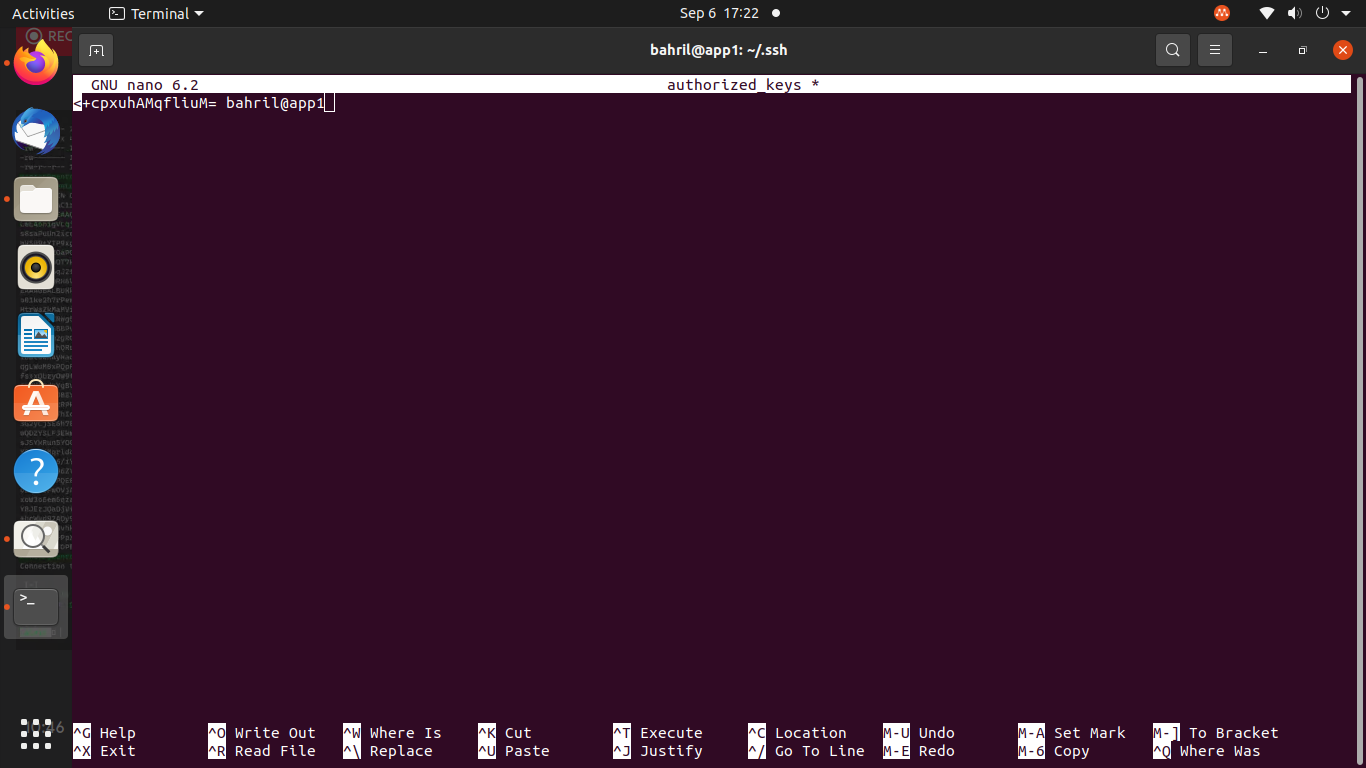 Activities Terminal Sep 6 17:22
REC
bahril@app1: ~/.ssh
GNU nano 6.2 authorized_keys *
<+cpxuhAMqfliuM= bahril@app1
Connection
^G Help ^O Write Out ^W Where Is ^K Cut ^T Execute ^C Location M-U Undo M-A Set Mark M-] To Bracket
^X Exit ^R Read File ^\ Replace ^U Paste ^J Justify ^/ Go To Line M-E Redo M-6 Copy ^Q Where Was